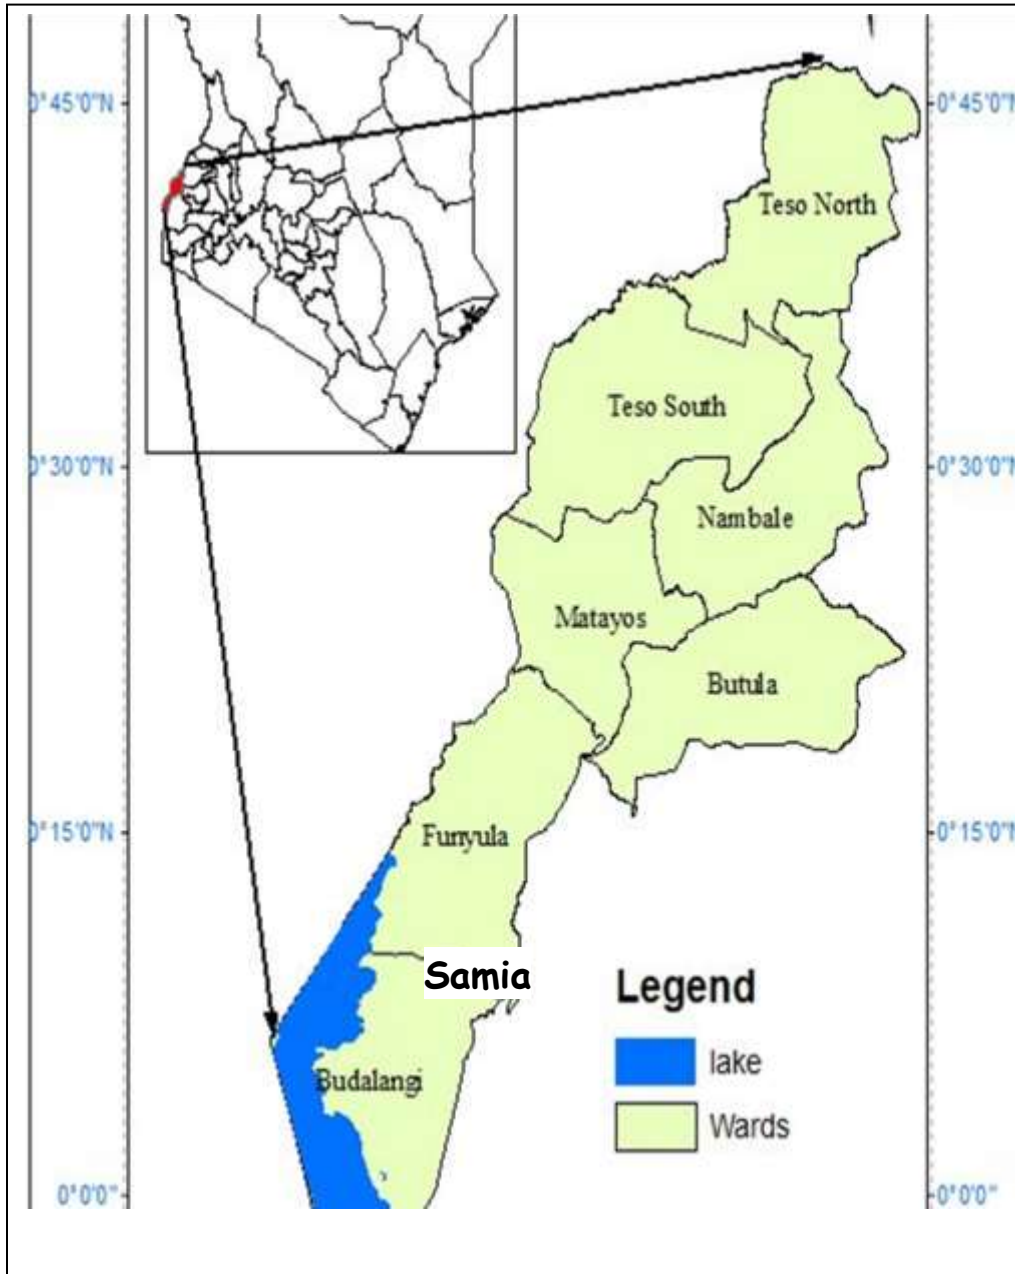 0°45'0"N
0°45'0"N
Teso North
Teso South
0°30'0"N
0°30'0"N
Nambale
Matayos
Butula
0°15'0"N
0°15'0"N
Funyula
Samia
Legend
lake
Budalangi
Wards
0°0'0"
0°0'0"